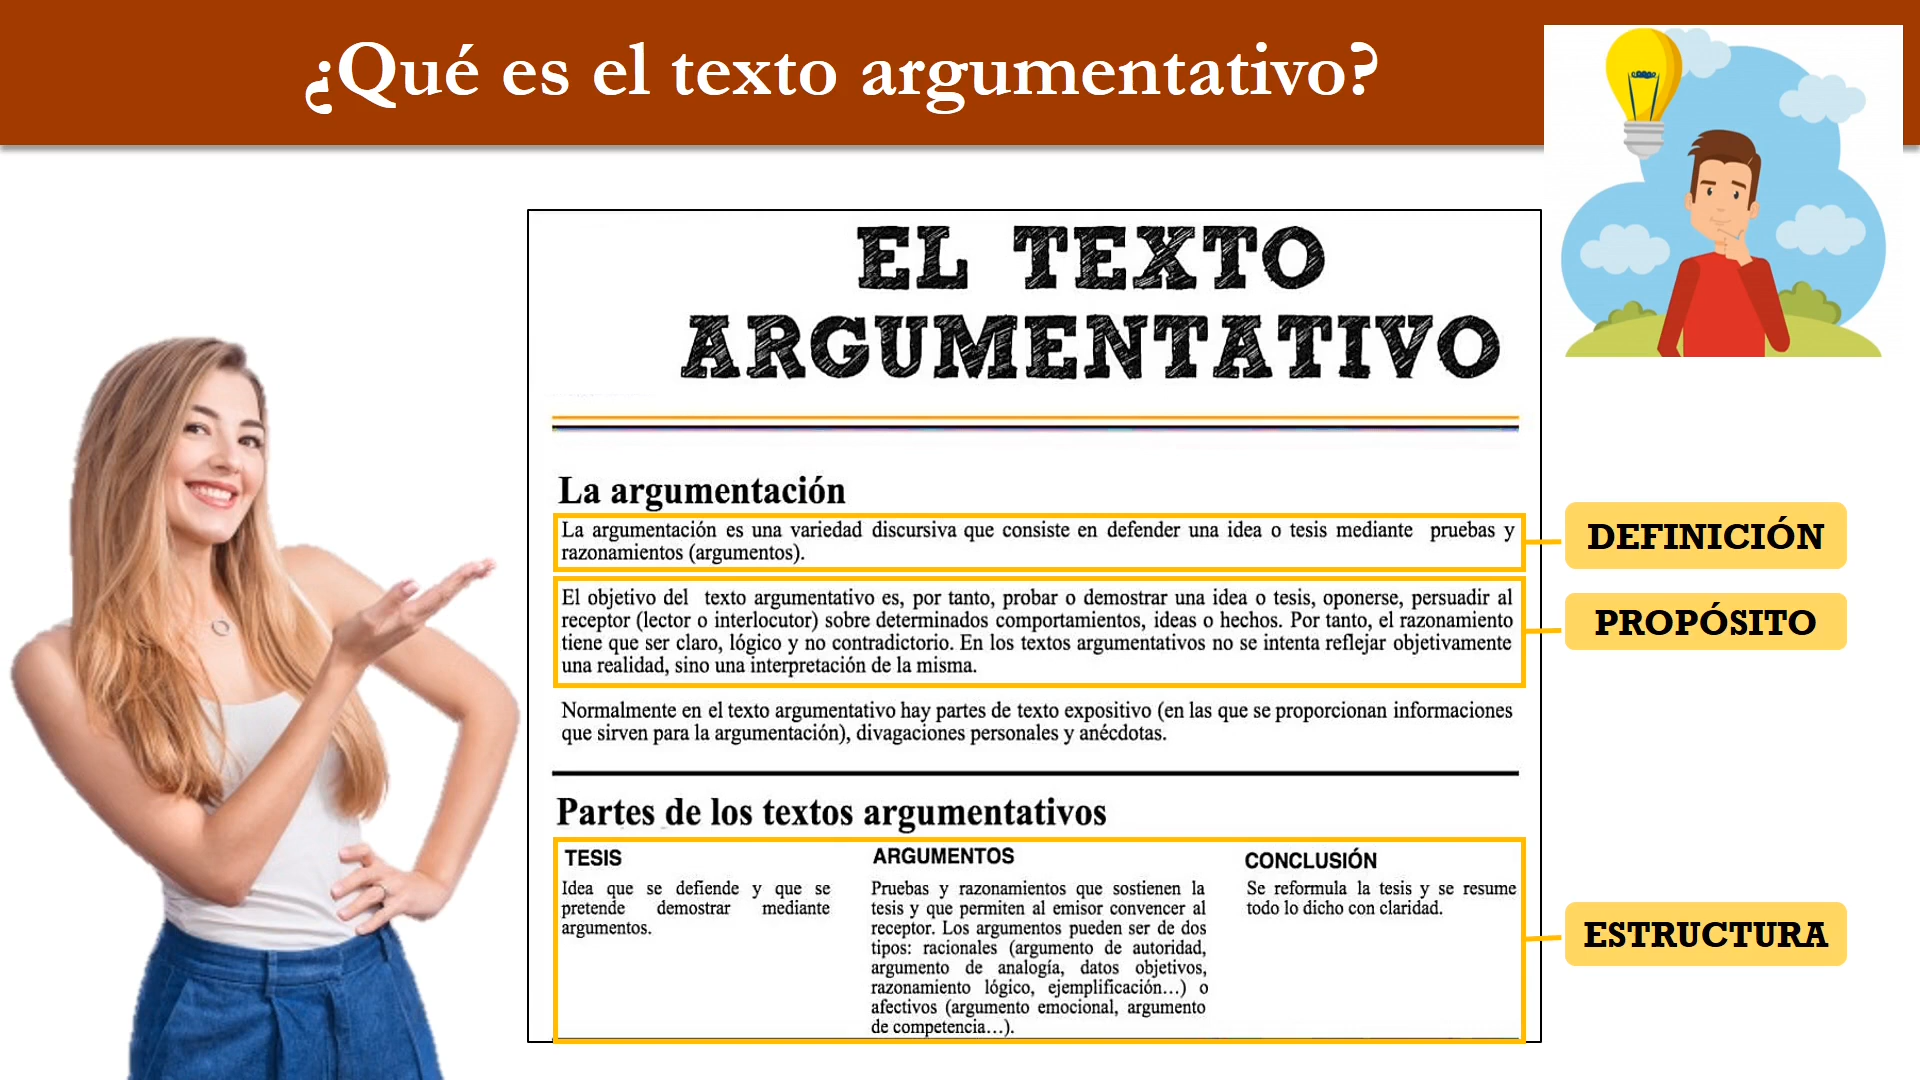 ¿Qué es el texto argumentativo?
EL TEXTO
ARGUMENTATIVO
La argumentación
La argumentación es una variedad discursiva que consiste en defender una idea o tesis mediante pruebas y
razonamientos (argumentos).
DEFINICIÓN
El objetivo del texto argumentativo es, por tanto, probar o demostrar una idea o tesis, oponerse, persuadir al
receptor (lector o interlocutor) sobre determinados comportamientos, ideas o hechos. Por tanto, el razonamiento
tiene que ser claro, lógico y no contradictorio. En los textos argumentativos no se intenta reflejar objetivamente
una realidad, sino una interpretación de la misma.
PROPÓSITO
Normalmente en el texto argumentativo hay partes de texto expositivo (en las que se proporcionan informaciones
que sirven para la argumentación), divagaciones personales y anécdotas.
Partes de los textos argumentativos
TESIS
Idea que se defiende y que se
pretende demostrar mediante
argumentos.
ARGUMENTOS
Pruebas y razonamientos que sostienen la
tesis y que permiten al emisor convencer al
receptor. Los argumentos pueden ser de dos
tipos: racionales (argumento de autoridad,
argumento de analogía, datos objetivos,
razonamiento lógico, ejemplificación…) o
afectivos (argumento emocional, argumento
de competencia…).
CONCLUSIÓN
Se reformula la tesis y se resume
todo lo dicho con claridad.
ESTRUCTURA